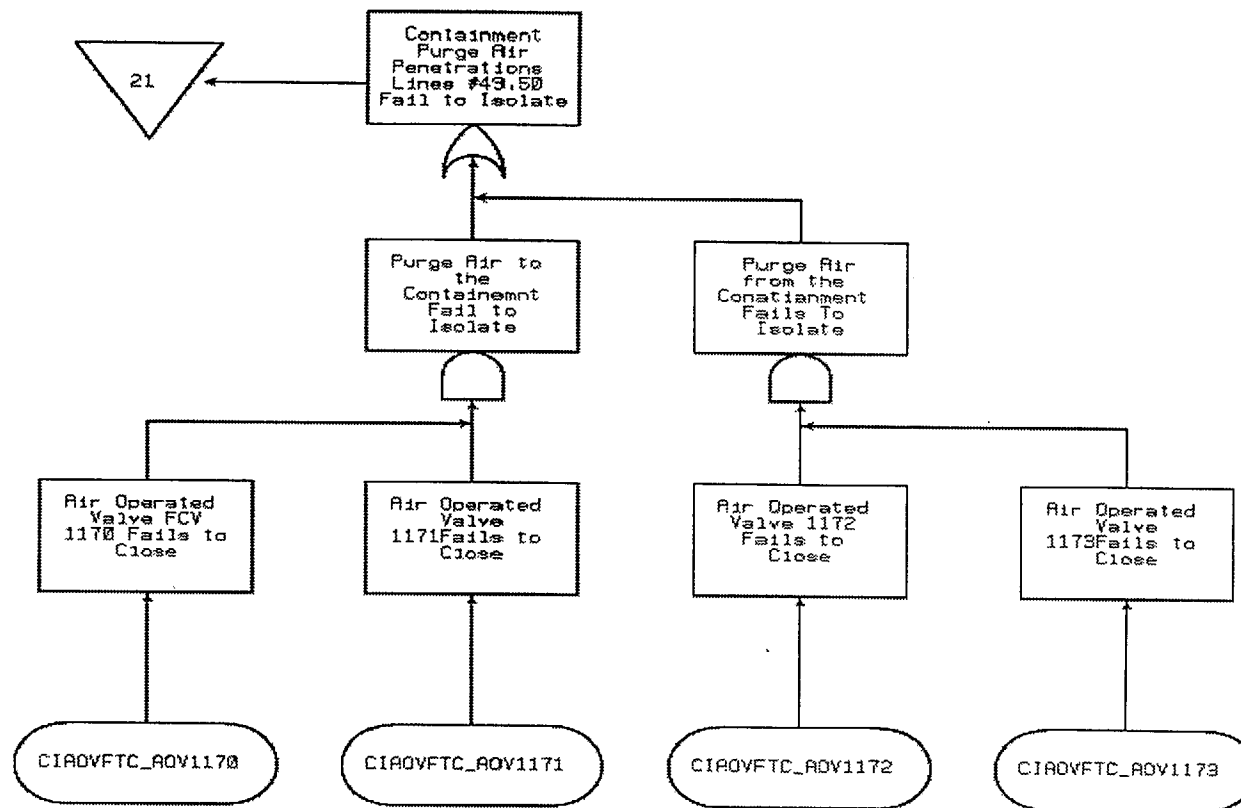 Containment
Purge Air
Penetrations
Lines #49.50
Fail to Isolate
21
Purge Air to
the
Containemnt
Fail to
Isolate
Purge Air
from the
Conatianment
Fails To
Isolate
Air Operated
Valve FCV
1170 Fails to
Close
Air Operated
Valve
1171Fails to
Close
Air Operated
Valve 1172
Fails to
Close
Air Operated
Valve
1173Fails to
Close
CIAOVFTC_AOV1170
CIAOVFTC_AOV1171
CIAOVFTC_AOV1172
CIAOVFTC_AOV1173